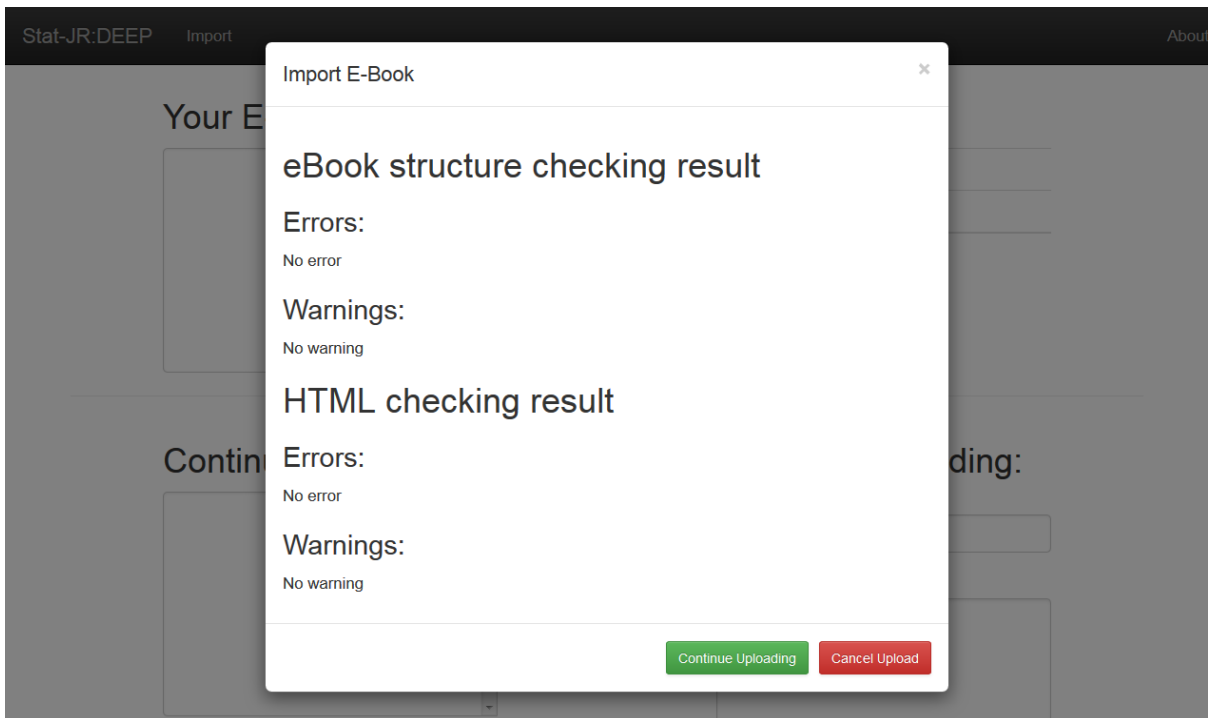 Stat-JR:DEEP Import About
Import E-Book ×
Your E
eBook structure checking result
Errors:
No error
Warnings:
No warning
HTML checking result
Contin ding:
Errors:
No error
Warnings:
No warning
Continue Uploading Cancel Upload